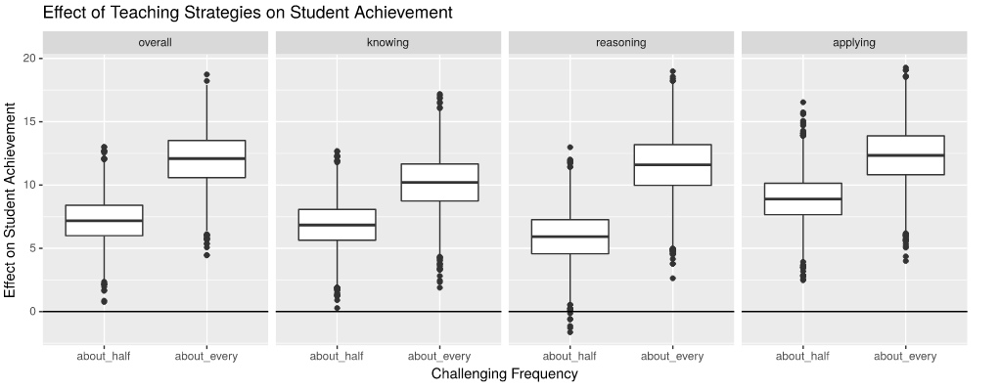 Effect of Teaching Strategies on Student Achievement
overall knowing reasoning applying
Effect on Student Achievement
20
15
10
5
0
about_half about_every about_half about_every about_half about_every about_half about_every
Challenging Frequency